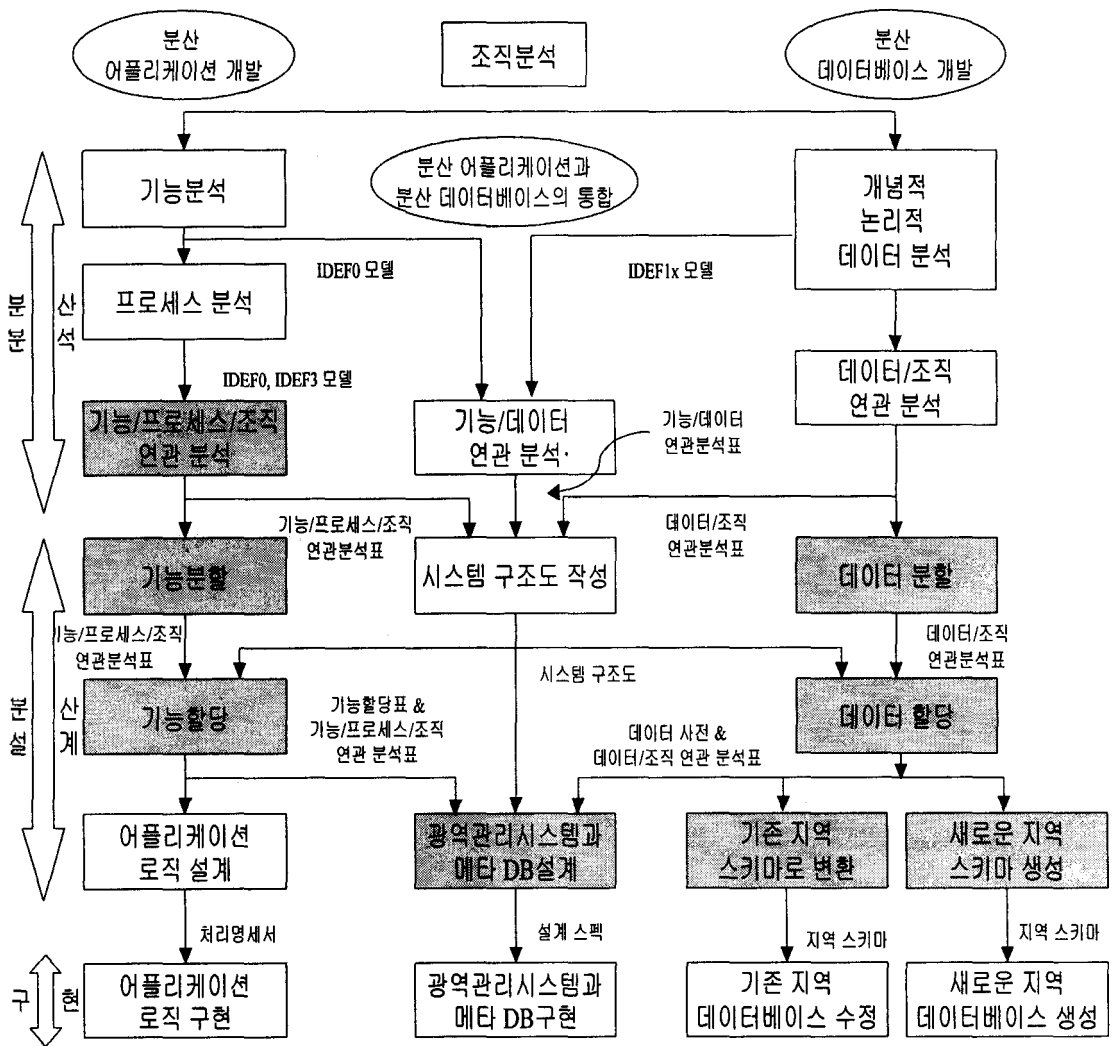 분산
어플리케이션 개발
조직분석
분산
데이터베이스 개발
기능분석
분산 어플리케이션과
분산 데이터베이스의 통합
개념적
논리적
데이터 분석
IDEF0 모델
IDEF1x 모델
프로세스 분석
분 산
분 석
IDEF0, IDEF3 모델
데이터/조직
연관 분석
기능/프로세스/조직
연관 분석
기능/데이터
연관 분석·
기능/데이터
연관분석표
기능/프로세스/조직
연관분석표
데이터/조직
연관분석표
기능분할
시스템 구조도 작성
데이터 분할
기능/프로세스/조직
연관분석표
데이터/조직
연관분석표
시스템 구조도
분 산
설 계
기능할당
기능할당표 &
기능/프로세스/조직
연관 분석표
데이터 사전 &
데이터/조직 연관 분석표
데이터 할당
어플리케이션
로직 설계
광역관리시스템과
메타 DB설계
기존 지역
스키마로 변환
새로운 지역
스키마 생성
처리명세서
설계 스펙
지역 스키마
지역 스키마
구 현
어플리케이션
로직 구현
광역관리시스템과
메타 DB구현
기존 지역
데이터베이스 수정
새로운 지역
데이터베이스 생성